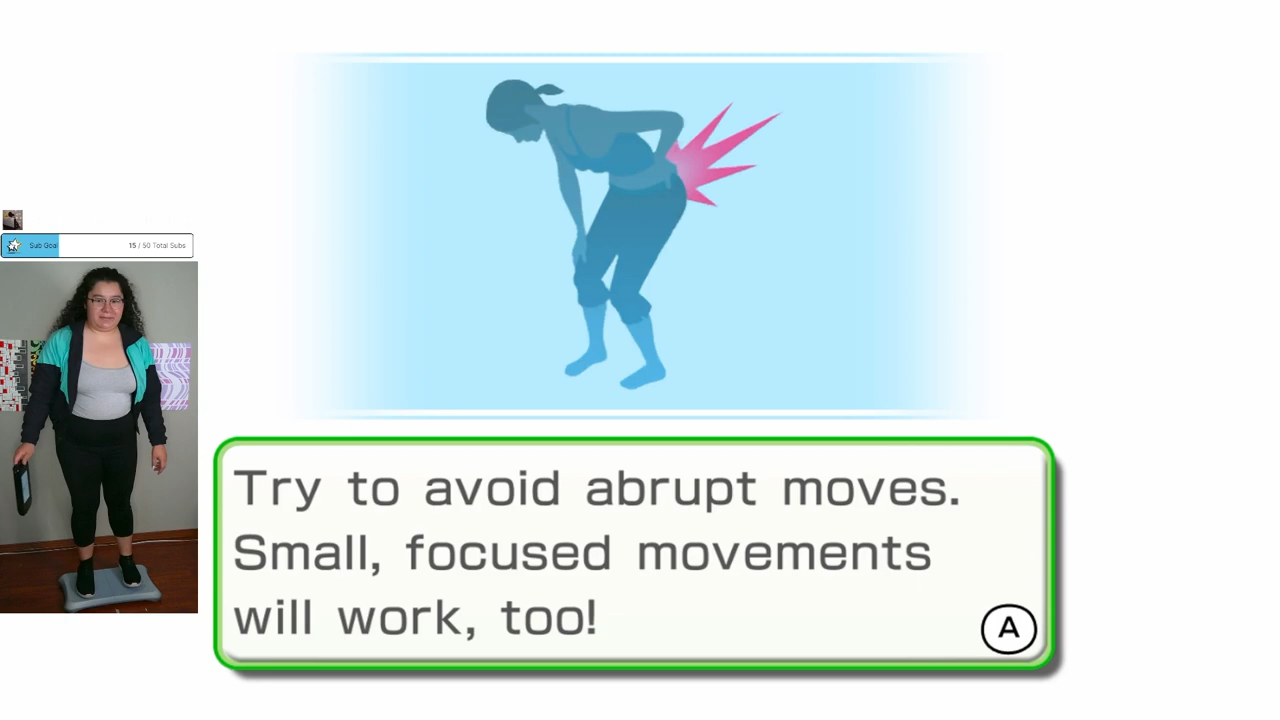 Sub Goal
15 / 50 Total Subs
Try to avoid abrupt moves.
Small, focused movements
will work, too!
A